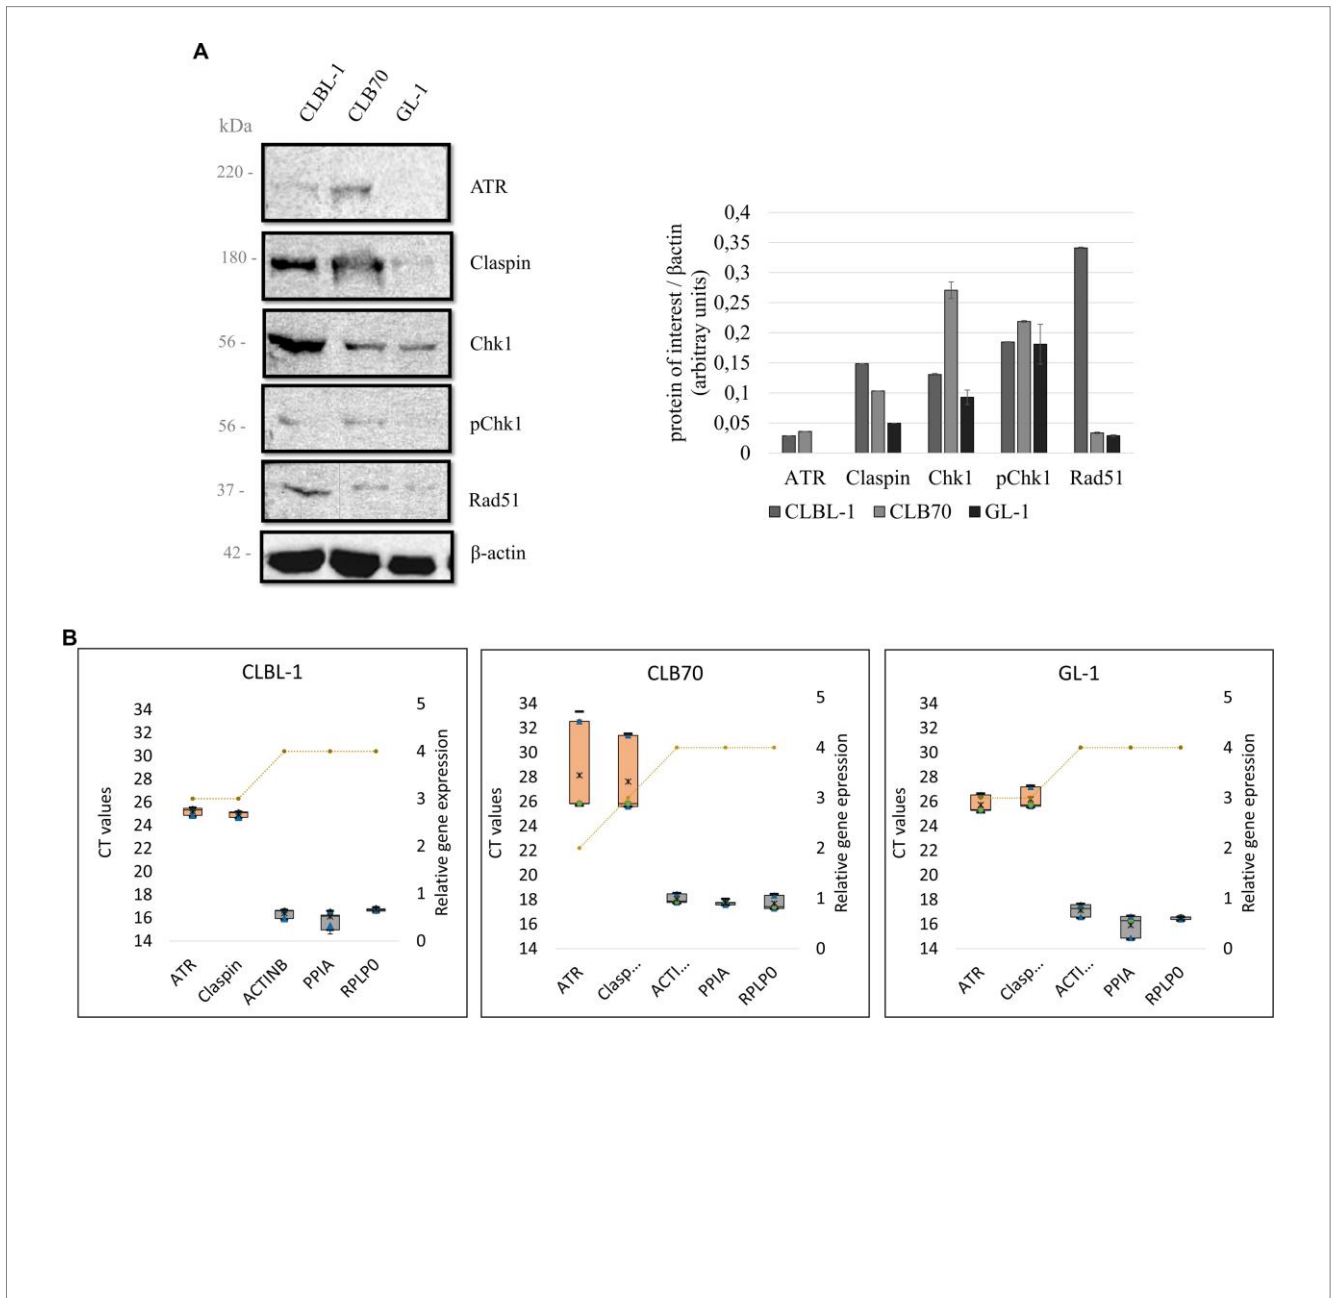 A
CLBL-1 CLB70 GL-1
kDa
220 -
ATR
180 -
Claspin
56 -
Chk1
56 -
pChk1
37 -
Rad51
42 -
β-actin
protein of interest / βactin
(arbitray units)
0,4
0,35
0,3
0,25
0,2
0,15
0,1
0,05
0
ATR Claspin Chk1 pChk1 Rad51
CLBL-1 CLB70 GL-1
B
CLBL-1
CT values
34
32
30
28
26
24
22
20
18
16
14
5
4
3
2
1
0
Relative gene expression
ATR Claspin ACTINB PPIA RPLP0
CLB70
CT values
34
32
30
28
26
24
22
20
18
16
14
5
4
3
2
1
0
Relative gene epression
ATR Clasp... ACTI... PPIA RPLP0
GL-1
CT values
34
32
30
28
26
24
22
20
18
16
14
5
4
3
2
1
0
Relative gene epression
ATR Clasp... ACTI... PPIA RPLP0